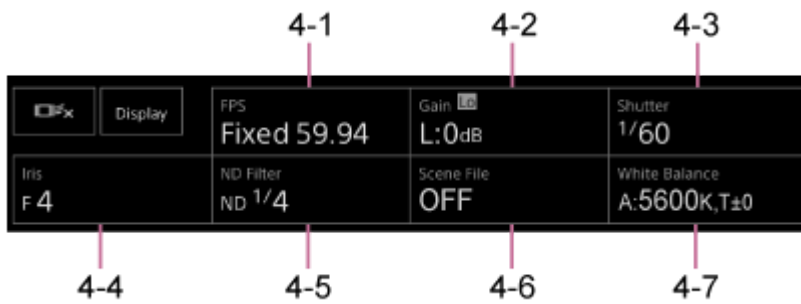 4-1 4-2 4-3
Display
FPS
Fixed 59.94
Gain Lo
L:0dB
Shutter
1/60
Iris
F 4
ND Filter
ND 1/4
Scene File
OFF
White Balance
A:5600K,T±0
4-4 4-5 4-6 4-7